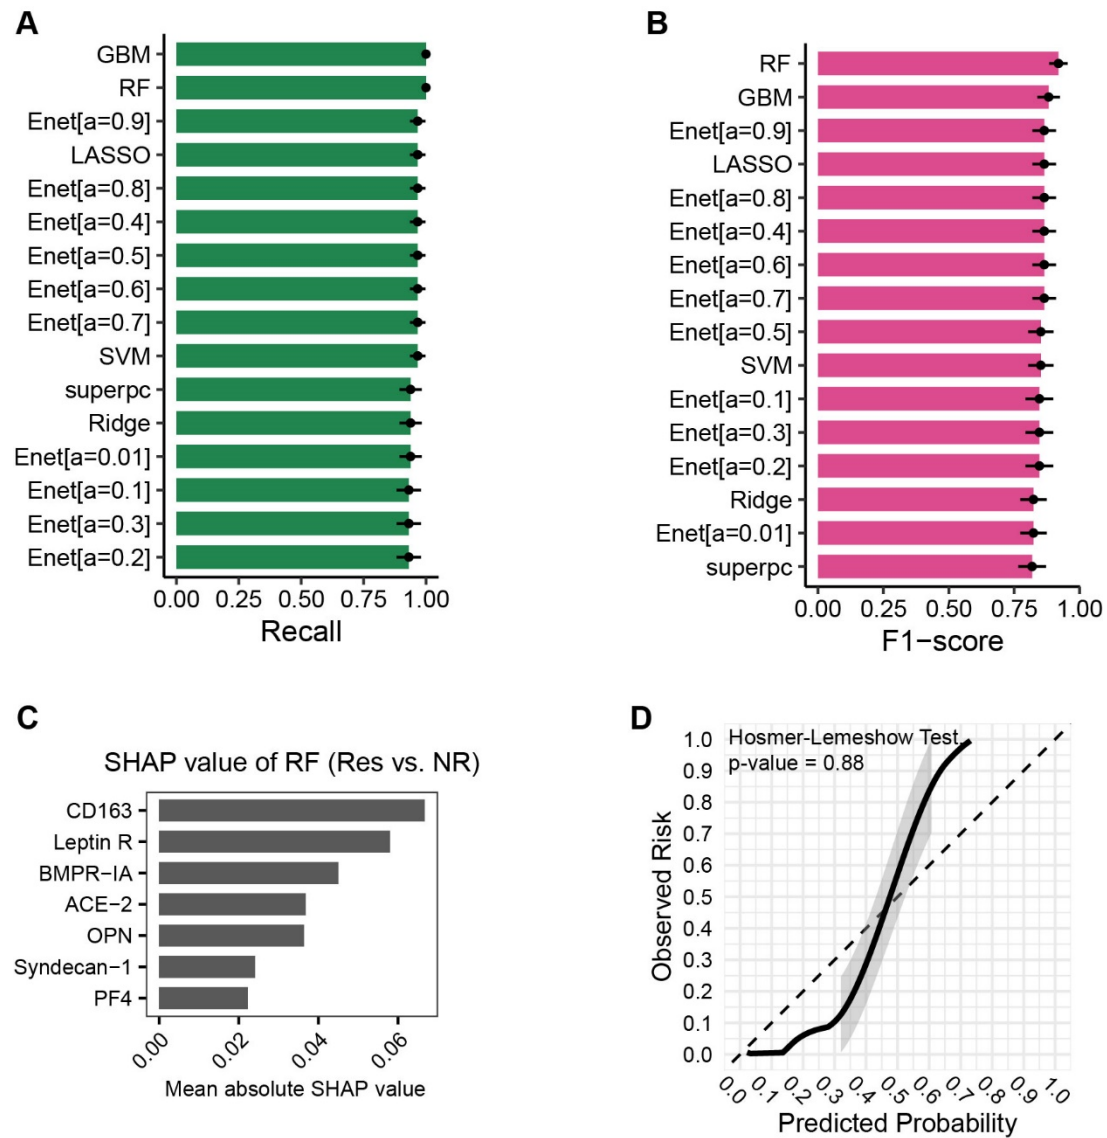 A
GBM
RF
Enet[a=0.9]
LASSO
Enet[a=0.8]
Enet[a=0.4]
Enet[a=0.5]
Enet[a=0.6]
Enet[a=0.7]
SVM
superpc
Ridge
Enet[a=0.01]
Enet[a=0.1]
Enet[a=0.3]
Enet[a=0.2]
0.00 0.25 0.50 0.75 1.00
Recall
B
RF
GBM
Enet[a=0.9]
LASSO
Enet[a=0.8]
Enet[a=0.4]
Enet[a=0.6]
Enet[a=0.7]
Enet[a=0.5]
SVM
Enet[a=0.1]
Enet[a=0.3]
Enet[a=0.2]
Ridge
Enet[a=0.01]
superpc
0.00 0.25 0.50 0.75 1.00
F1−score
C
SHAP value of RF (Res vs. NR)
CD163
Leptin R
BMPR−IA
ACE−2
OPN
Syndecan−1
PF4
0.00 0.02 0.04 0.06
Mean absolute SHAP value
D
Hosmer-Lemeshow Test
p-value = 0.88
Observed Risk
1.0
0.9
0.8
0.7
0.6
0.5
0.4
0.3
0.2
0.1
0.0
0.0 0.1 0.2 0.3 0.4 0.5 0.6 0.7 0.8 0.9 1.0
Predicted Probability